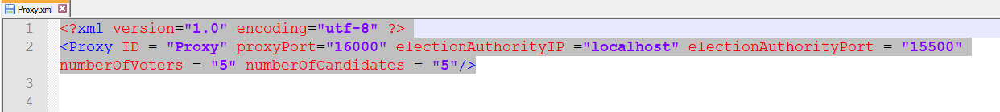 Proxy.xml
1 <?xml version="1.0" encoding="utf-8" ?>
2 <Proxy ID = "Proxy" proxyPort="16000" electionAuthorityIP ="localhost" electionAuthorityPort = "15500"
numberOfVoters = "5" numberOfCandidates = "5"/>
3
4